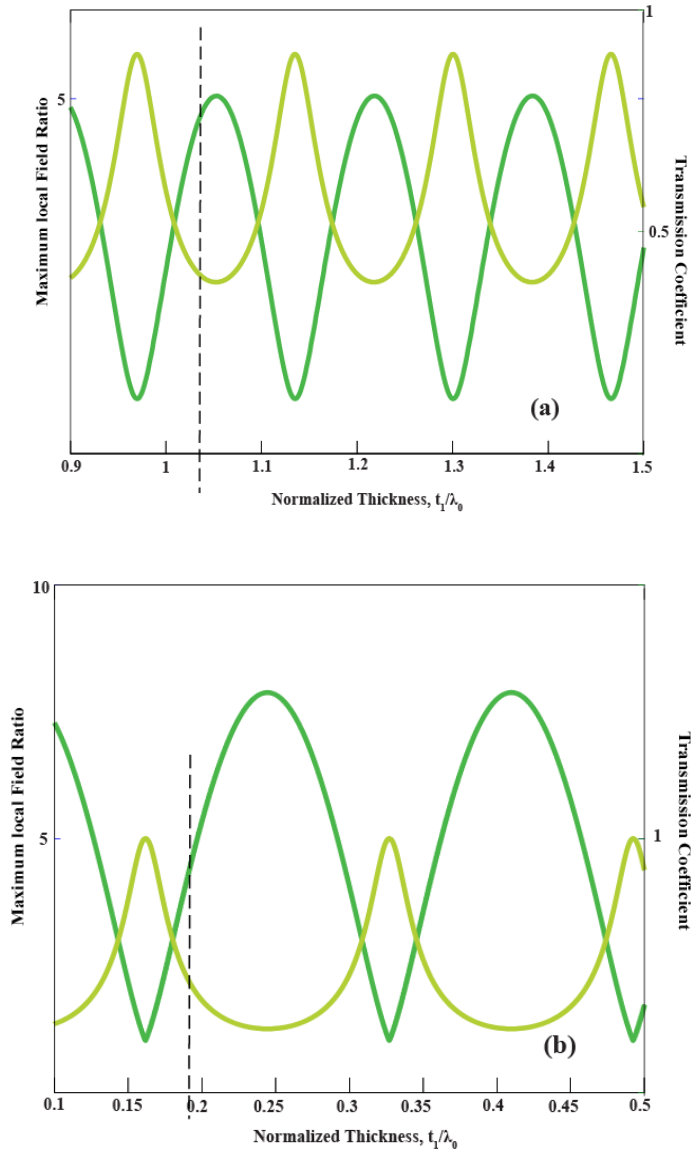 1
5
Maximum local Field Ratio
Transmission Coefficient
0.5
(a)
0.9 1 1.1 1.2 1.3 1.4 1.5
Normalized Thickness, t₁/λ₀
10
Maximum local Field Ratio
Transmission Coefficient
5
1
(b)
0.1 0.15 0.2 0.25 0.3 0.35 0.4 0.45 0.5
Normalized Thickness, t₁/λ₀